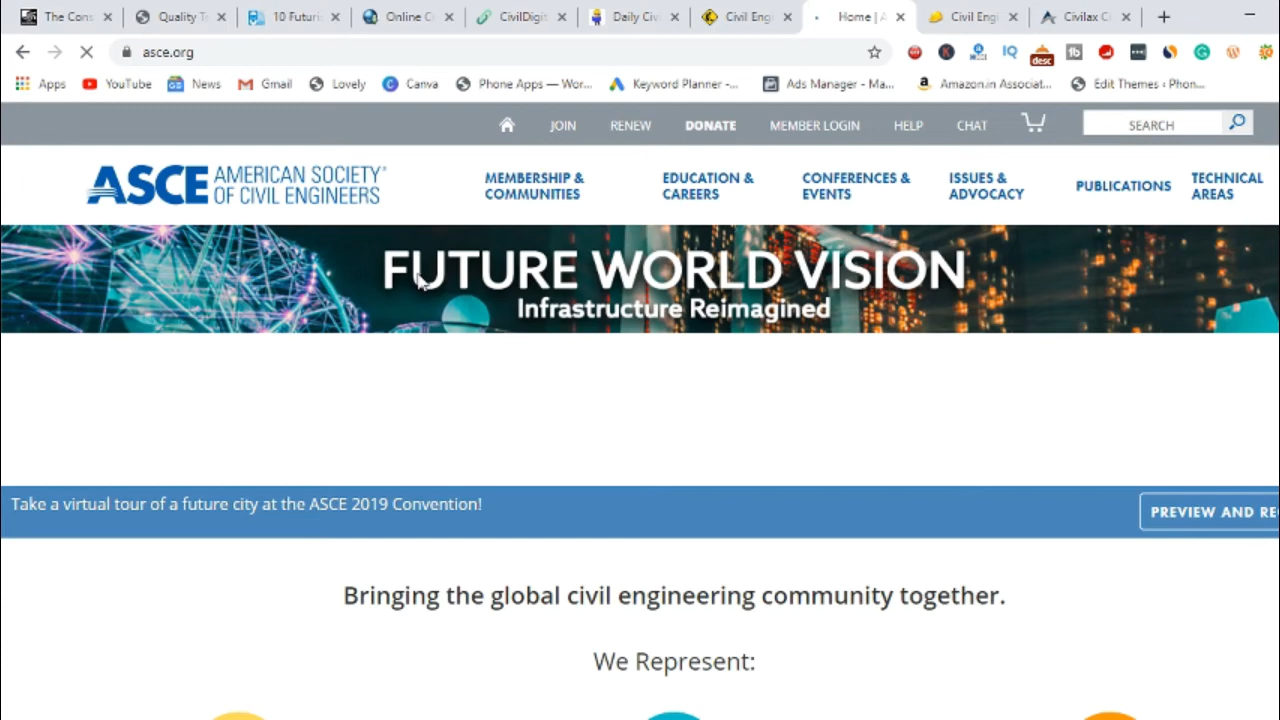 The Cons
Quality T
10 Futuri
Online C
CivilDigit
Daily Civ
Civil Eng
Home | A
Civil Engi
Civilax C
asce.org
IQ
desc
Apps
YouTube
News
Gmail
Lovely
Canva
Phone Apps — Wor...
Keyword Planner -...
Ads Manager - Ma...
Amazon.in Associat...
Edit Themes ‹ Phon...
JOIN
RENEW
DONATE
MEMBER LOGIN
HELP
CHAT
SEARCH
ASCE AMERICAN SOCIETY
OF CIVIL ENGINEERS
MEMBERSHIP &
COMMUNITIES
EDUCATION &
CAREERS
CONFERENCES &
EVENTS
ISSUES &
ADVOCACY
PUBLICATIONS
TECHNICAL
AREAS
FUTURE WORLD VISION
Infrastructure Reimagined
Take a virtual tour of a future city at the ASCE 2019 Convention!
PREVIEW AND RE
Bringing the global civil engineering community together.
We Represent: